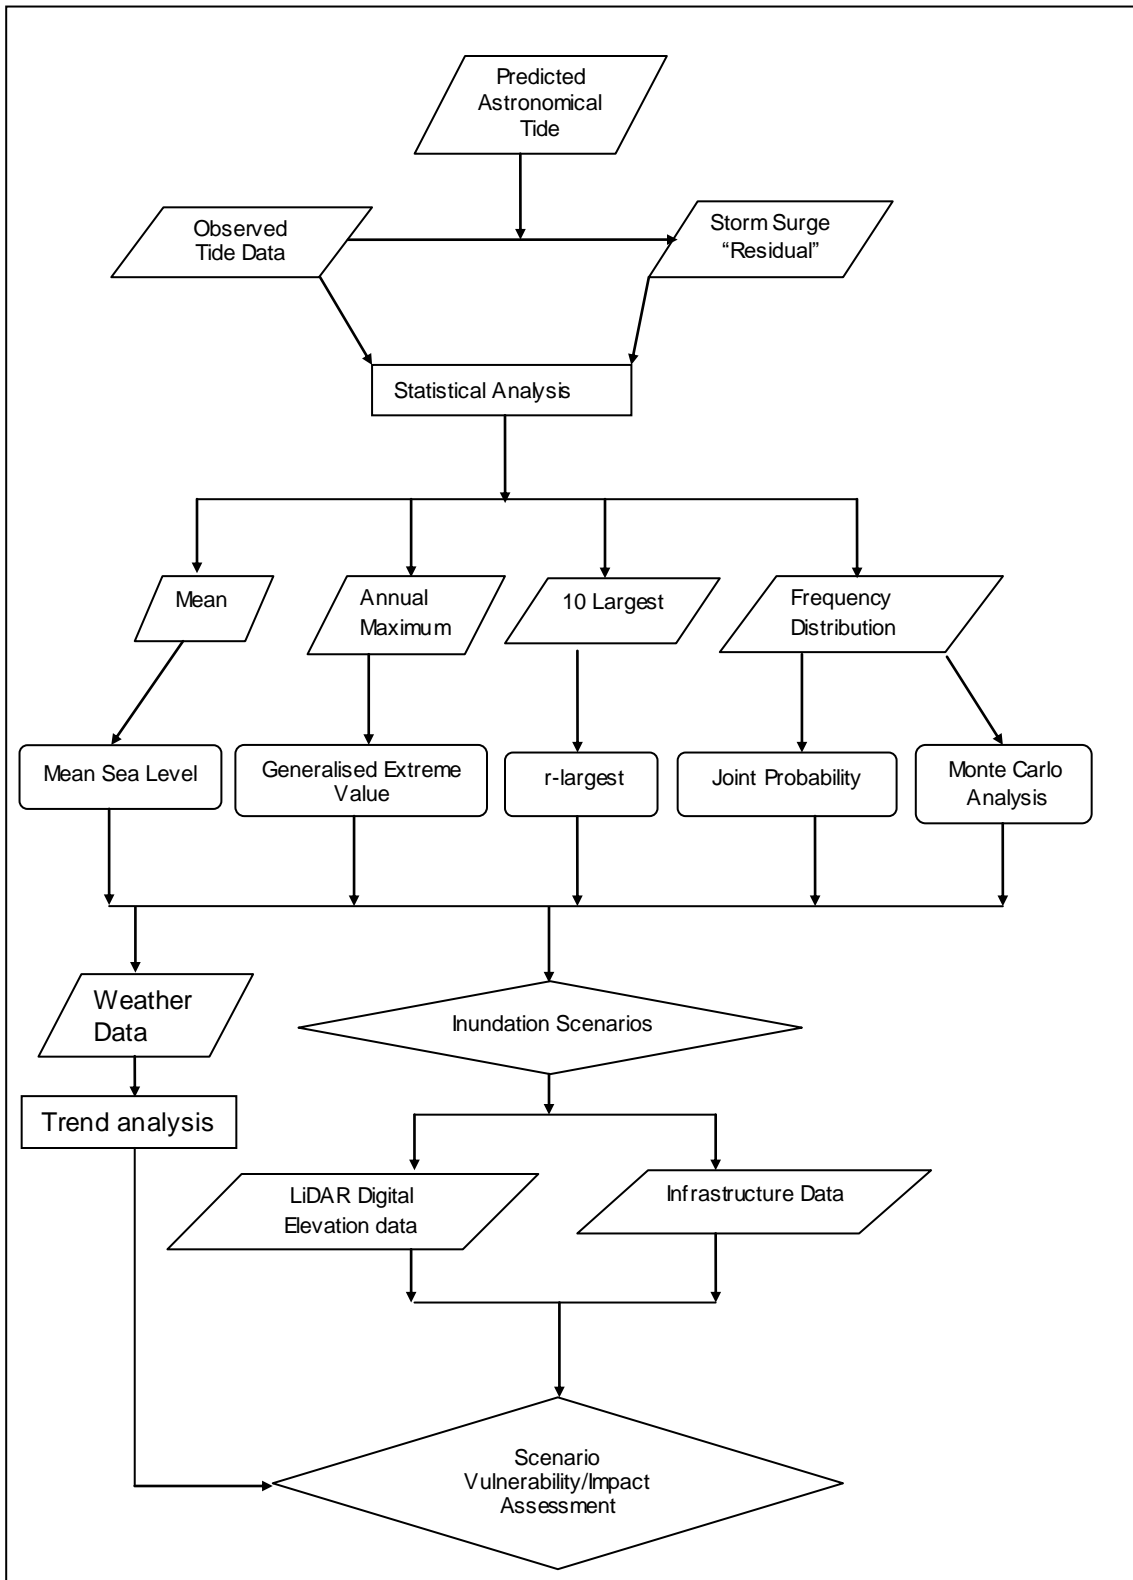 Predicted
Astronomical
Tide
Observed
Tide Data
Storm Surge
“Residual”
Statistical Analysis
Mean
Annual
Maximum
10 Largest
Frequency
Distribution
Mean Sea Level
Generalised Extreme
Value
r-largest
Joint Probability
Monte Carlo
Analysis
Weather
Data
Inundation Scenarios
Trend analysis
LiDAR Digital
Elevation data
Infrastructure Data
Scenario
Vulnerability/Impact
Assessment